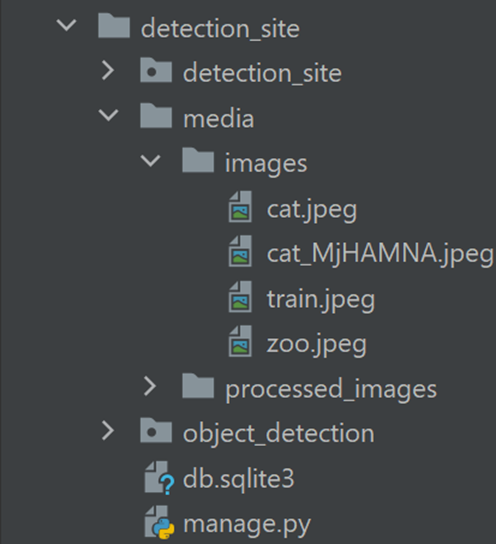 detection_site
detection_site
media
images
cat.jpeg
cat_MjHAMNA.jpeg
train.jpeg
zoo.jpeg
processed_images
object_detection
db.sqlite3
manage.py